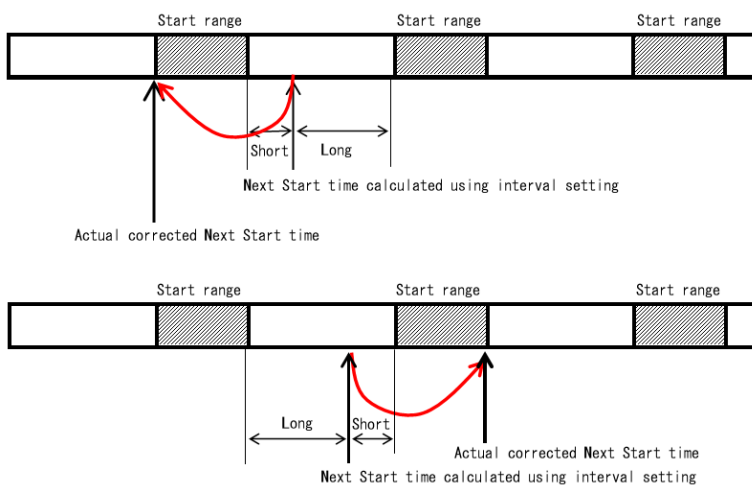 Start range
Start range
Start range
Short
Long
Next Start time calculated using interval setting
Actual corrected Next Start time
Start range
Start range
Start range
Long
Short
Actual corrected Next Start time
Next Start time calculated using interval setting